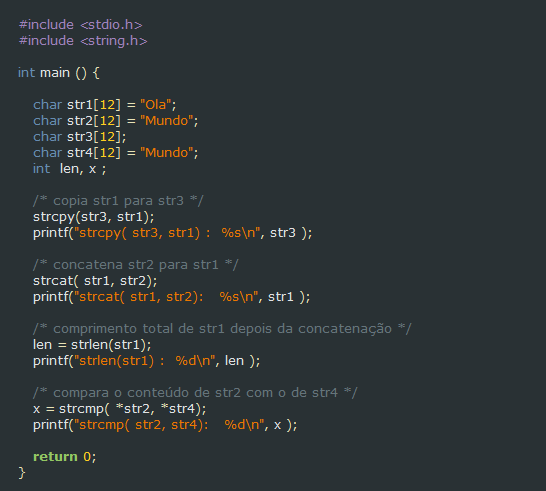 #include <stdio.h>
#include <string.h>

int main () {

  char str1[12] = "Ola";
  char str2[12] = "Mundo";
  char str3[12];
  char str4[12] = "Mundo";
  int  len, x ;

  /* copia str1 para str3 */
  strcpy(str3, str1);
  printf("strcpy( str3, str1) :  %s\n", str3 );

  /* concatena str2 para str1 */
  strcat( str1, str2);
  printf("strcat( str1, str2):   %s\n", str1 );

  /* comprimento total de str1 depois da concatenação */
  len = strlen(str1);
  printf("strlen(str1) :  %d\n", len );

  /* compara o conteúdo de str2 com o de str4 */
  x = strcmp( *str2, *str4);
  printf("strcmp( str2, str4):   %d\n", x );

  return 0;
}